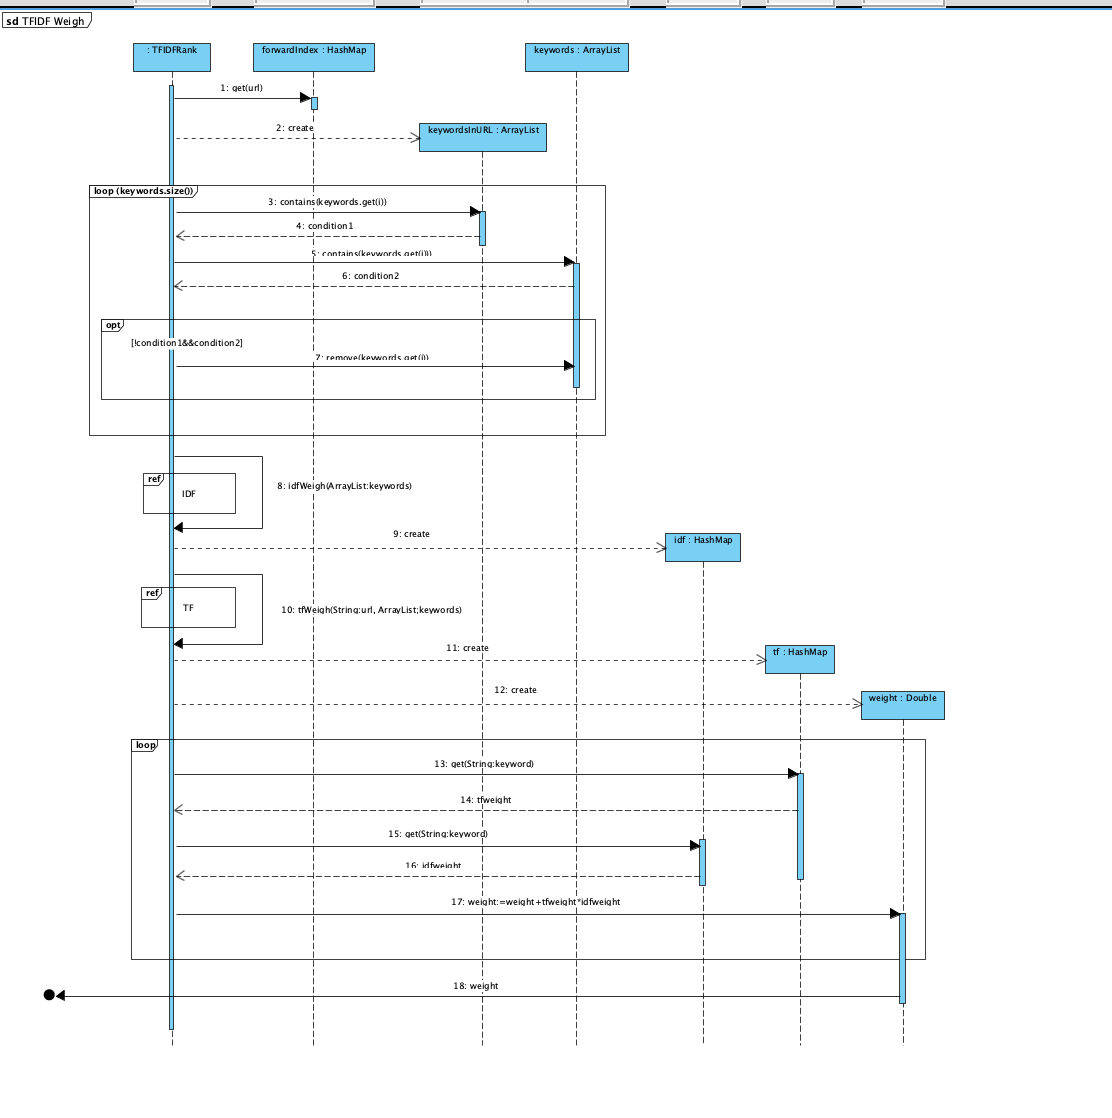 sd TFIDF Weigh
: TFIDFRank
forwardIndex : HashMap
keywords : ArrayList
1: get(url)
2: create
keywordsInURL : ArrayList
loop (keywords.size())
3: contains(keywords.get(i))
4: condition1
5: contains(keywords.get(i)))
6: condition2
opt
[!condition1&&condition2]
7: remove(keywords.get(i))
ref
IDF
8: idfWeigh(ArrayList:keywords)
9: create
idf : HashMap
ref
TF
10: tfWeigh(String:url, ArrayList;keywords)
11: create
tf : HashMap
12: create
weight : Double
loop
13: get(String:keyword)
14: tfweight
15: get(String:keyword)
16: idfweight
17: weight:=weight+tfweight*idfweight
18: weight